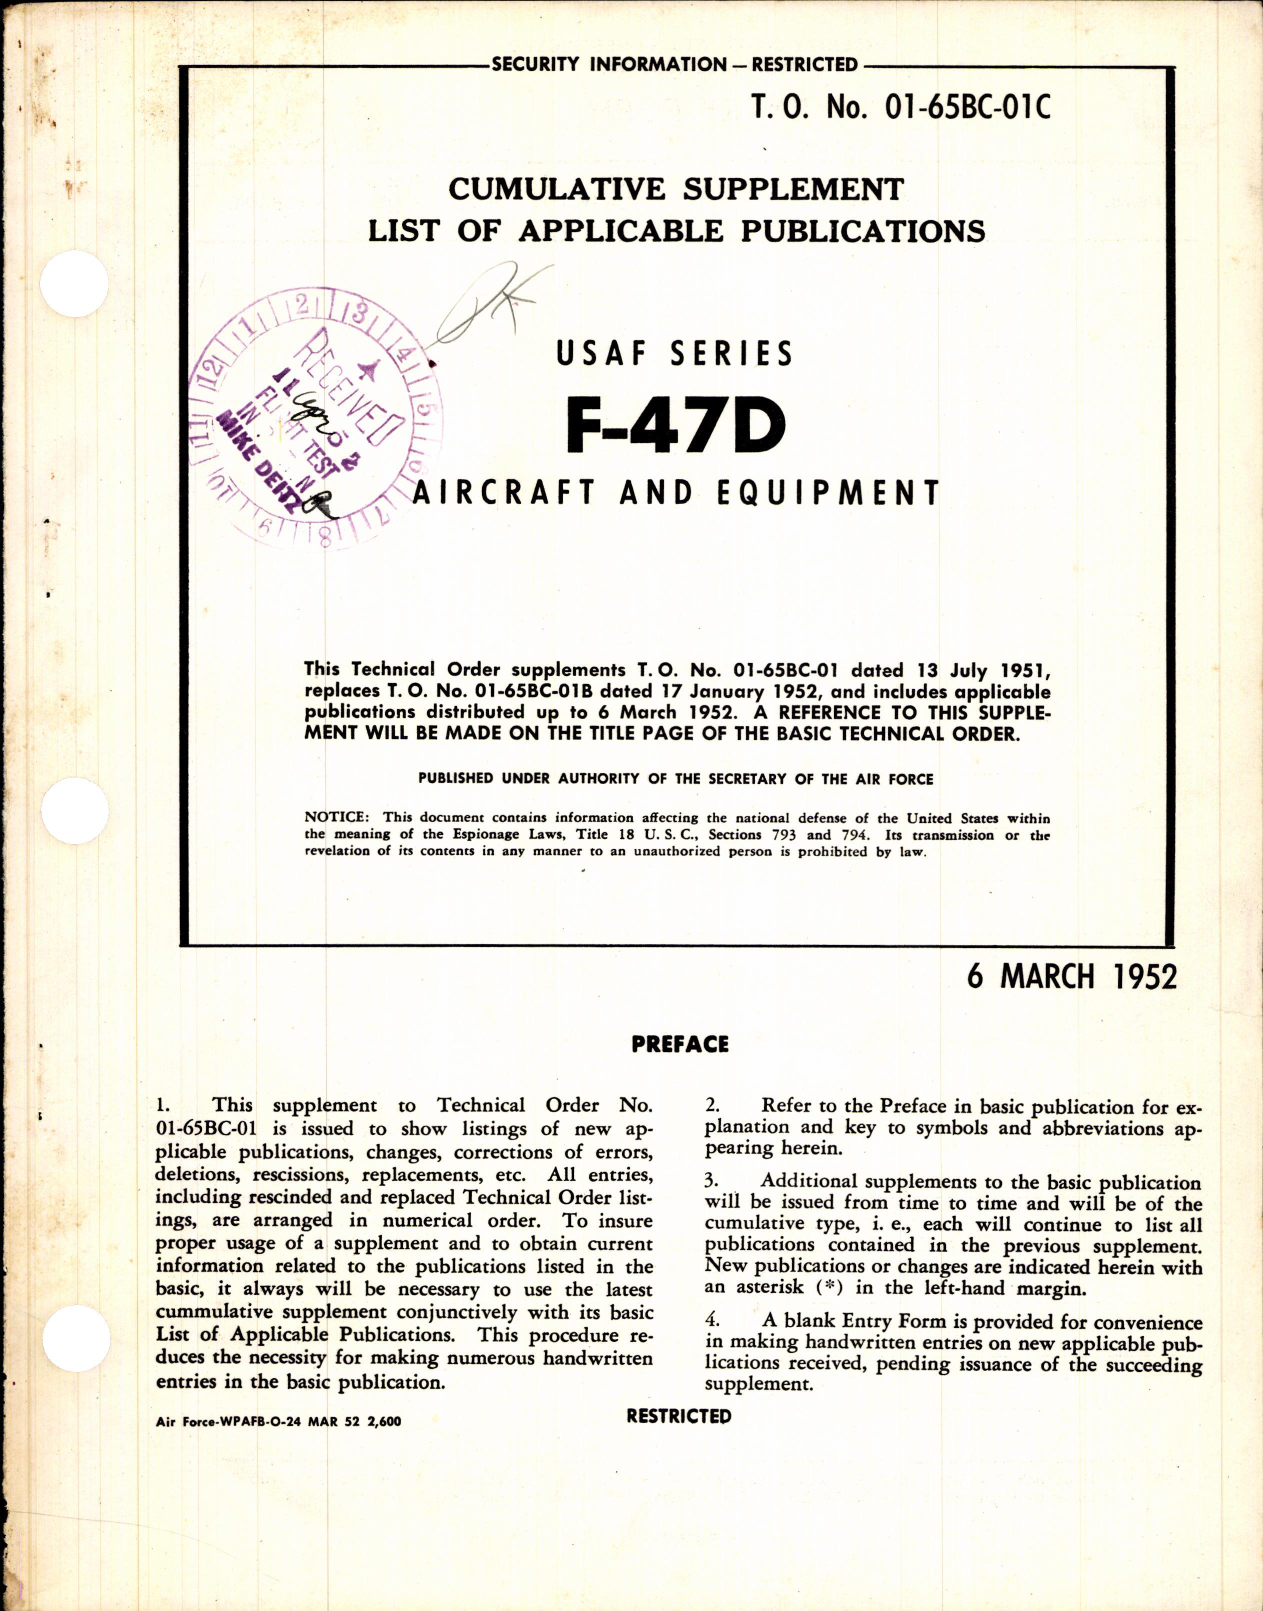 SECURITY INFORMATION — RESTRICTED
T. O. No. 01-65BC-01C
CUMULATIVE SUPPLEMENT
LIST OF APPLICABLE PUBLICATIONS
USAF SERIES
F-47D
AIRCRAFT AND EQUIPMENT
1 2 3 4 5 6 7 8 9 10 11 12
RECEIVED
11 Apr 52
FLIGHT TEST
MIKE DEITZ
This Technical Order supplements T. O. No. 01-65BC-01 dated 13 July 1951,
replaces T. O. No. 01-65BC-01B dated 17 January 1952, and includes applicable
publications distributed up to 6 March 1952. A REFERENCE TO THIS SUPPLE-
MENT WILL BE MADE ON THE TITLE PAGE OF THE BASIC TECHNICAL ORDER.
PUBLISHED UNDER AUTHORITY OF THE SECRETARY OF THE AIR FORCE
NOTICE: This document contains information affecting the national defense of the United States within
the meaning of the Espionage Laws, Title 18 U. S. C., Sections 793 and 794. Its transmission or the
revelation of its contents in any manner to an unauthorized person is prohibited by law.
6 MARCH 1952
PREFACE
1. This supplement to Technical Order No.
01-65BC-01 is issued to show listings of new ap-
plicable publications, changes, corrections of errors,
deletions, rescissions, replacements, etc. All entries,
including rescinded and replaced Technical Order list-
ings, are arranged in numerical order. To insure
proper usage of a supplement and to obtain current
information related to the publications listed in the
basic, it always will be necessary to use the latest
cummulative supplement conjunctively with its basic
List of Applicable Publications. This procedure re-
duces the necessity for making numerous handwritten
entries in the basic publication.
2. Refer to the Preface in basic publication for ex-
planation and key to symbols and abbreviations ap-
pearing herein.
3. Additional supplements to the basic publication
will be issued from time to time and will be of the
cumulative type, i. e., each will continue to list all
publications contained in the previous supplement.
New publications or changes are indicated herein with
an asterisk (*) in the left-hand margin.
4. A blank Entry Form is provided for convenience
in making handwritten entries on new applicable pub-
lications received, pending issuance of the succeeding
supplement.
Air Force-WPAFB-O-24 MAR 52 2,600
RESTRICTED